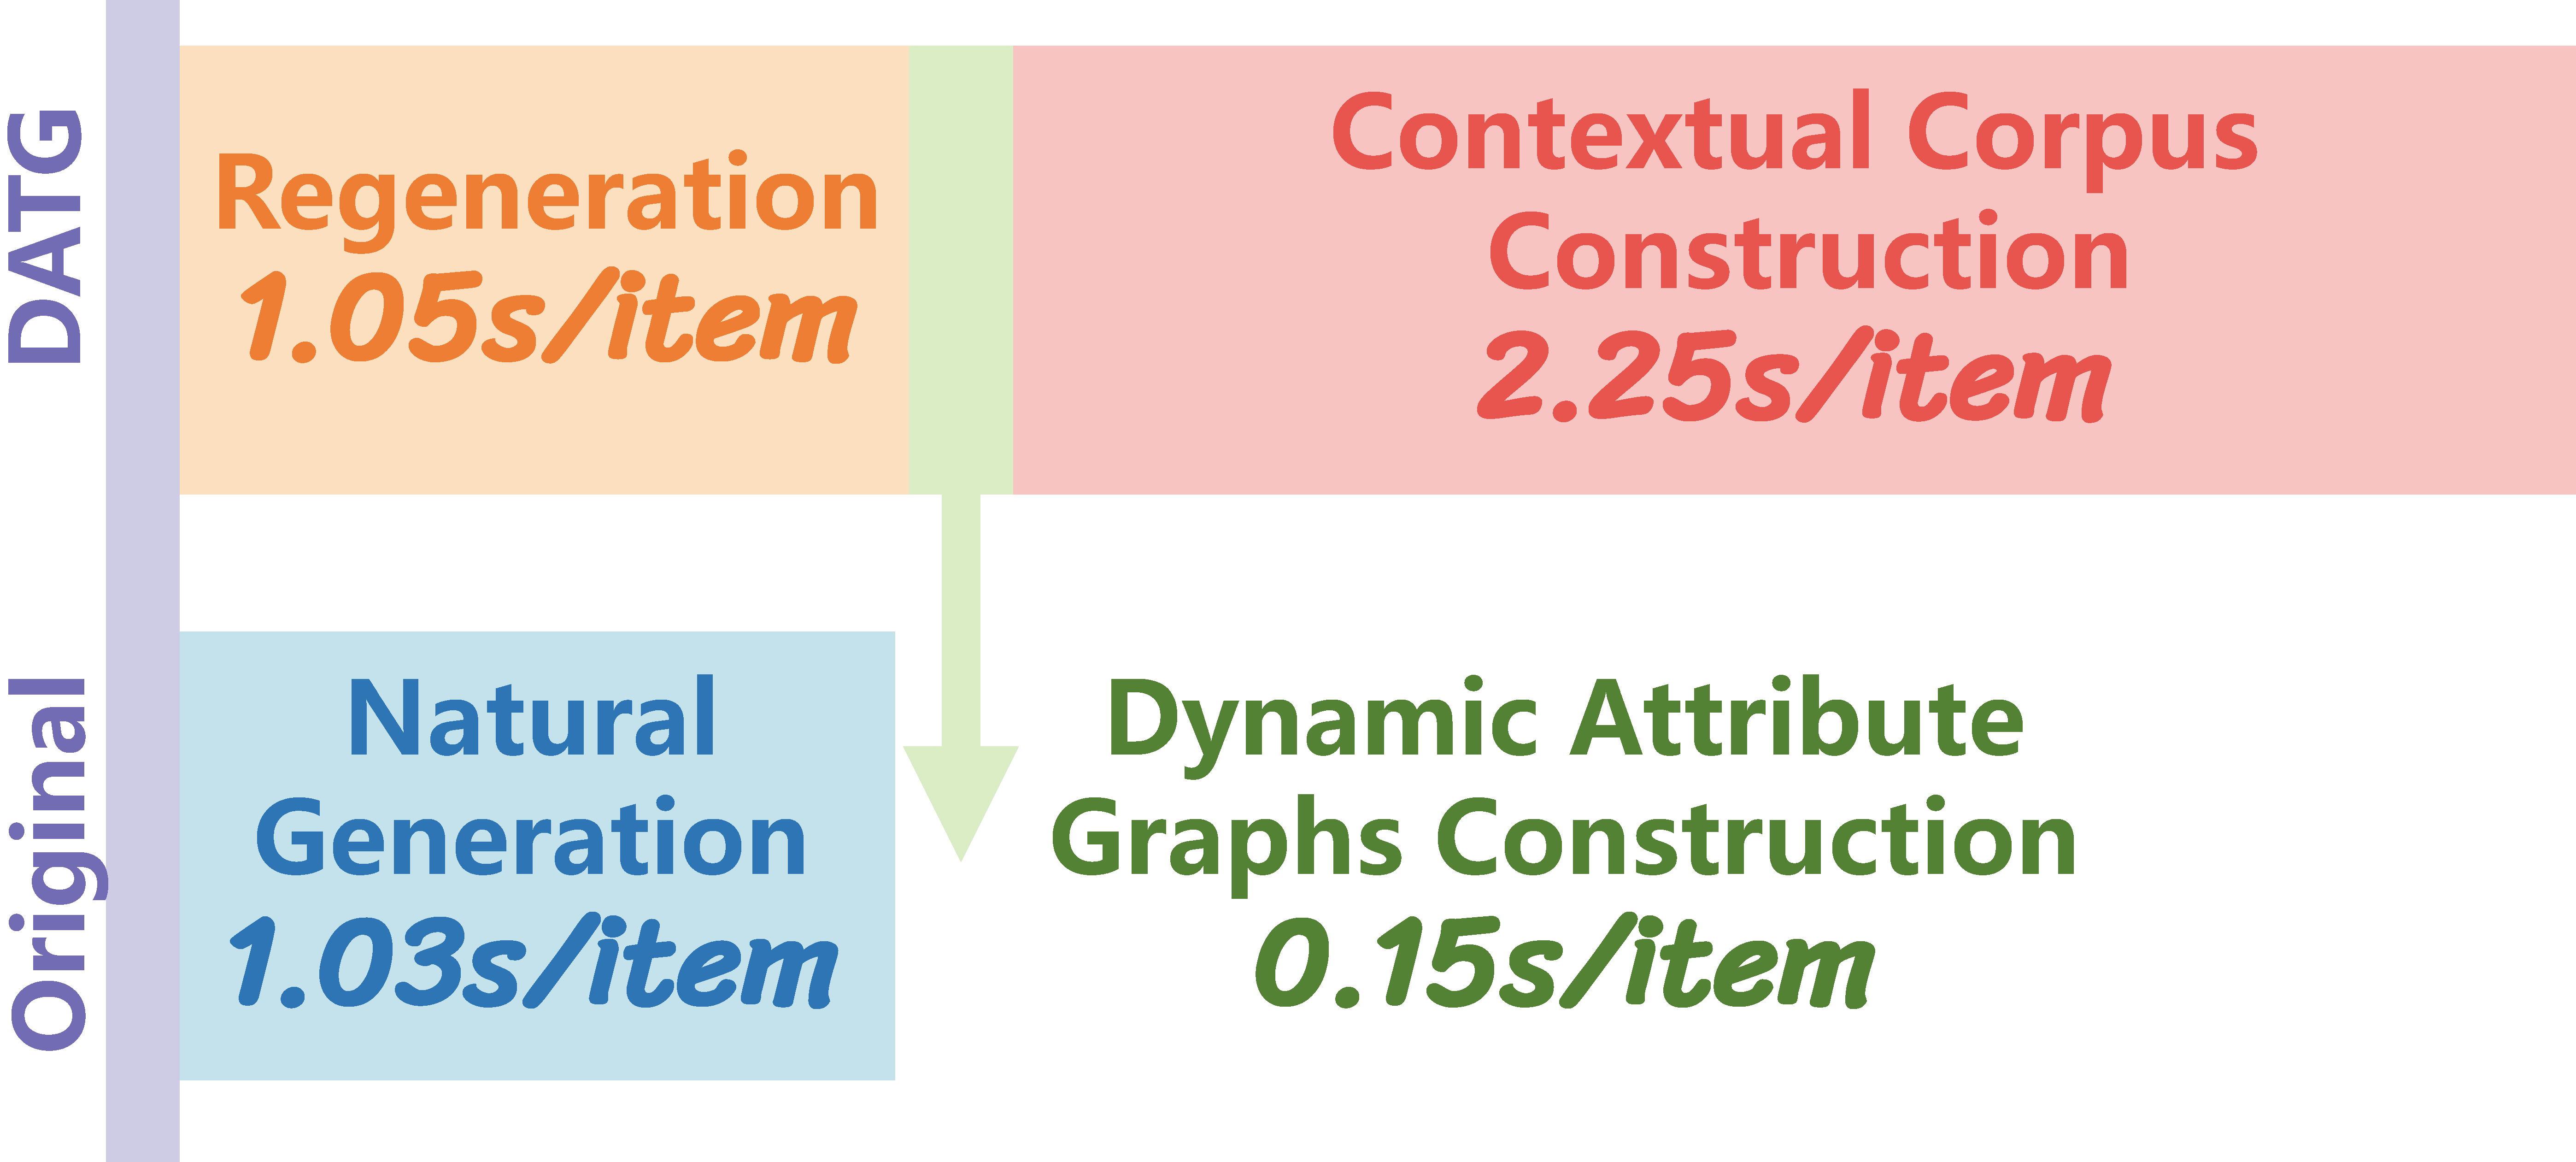 DATG
Regeneration
1.05s/item
Contextual Corpus
Construction
2.25s/item
Original
Natural
Generation
1.03s/item
Dynamic Attribute
Graphs Construction
0.15s/item